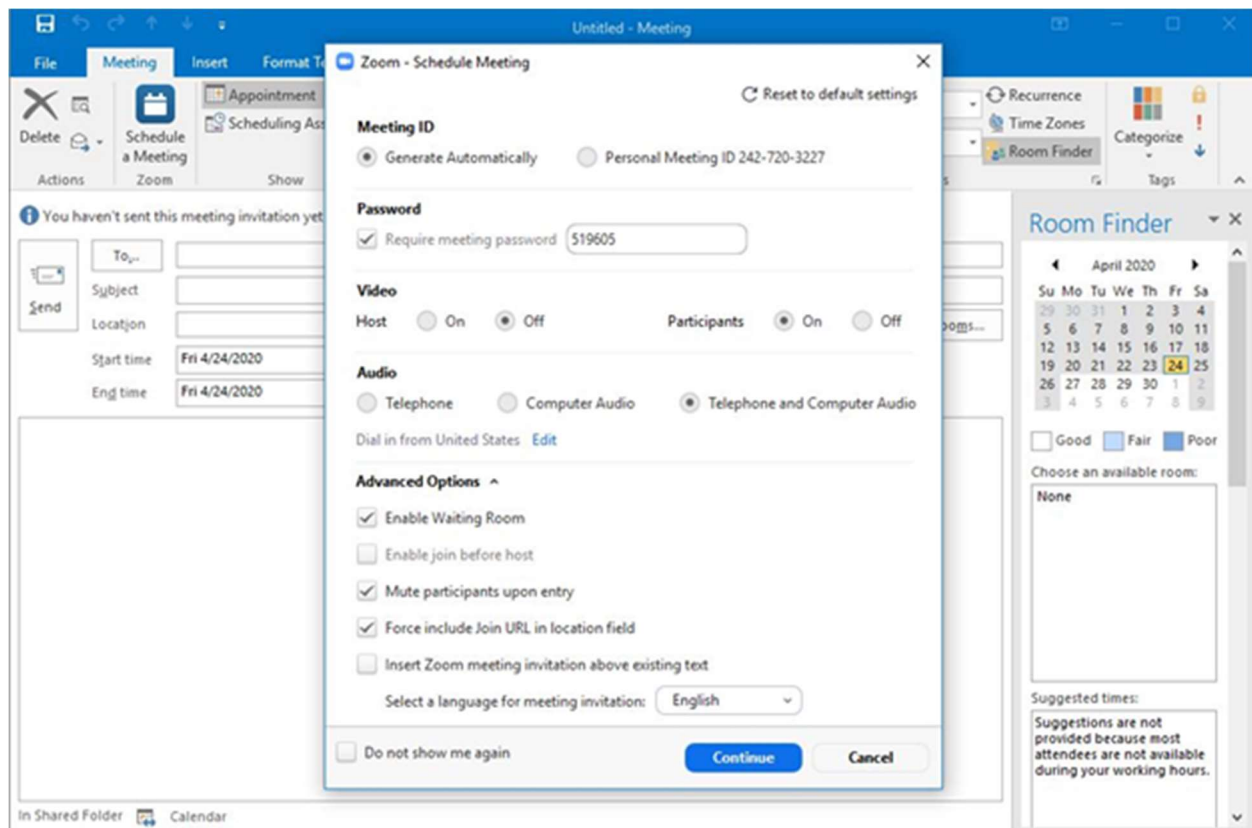 Untitled - Meeting
File Meeting Insert Format Te
Zoom - Schedule Meeting
Reset to default settings
Delete
Actions
Schedule a Meeting
Zoom
Appointment
Scheduling Ass
Show
Recurrence
Time Zones
Room Finder
s
Categorize
Tags
You haven't sent this meeting invitation yet
Send
To...
Subject
Location
ooms...
Start time Fri 4/24/2020
End time Fri 4/24/2020
Meeting ID
Generate Automatically Personal Meeting ID 242-720-3227
Password
Require meeting password 519605
Video
Host On Off Participants On Off
Audio
Telephone Computer Audio Telephone and Computer Audio
Dial in from United States Edit
Advanced Options
Enable Waiting Room
Enable join before host
Mute participants upon entry
Force include Join URL in location field
Insert Zoom meeting invitation above existing text
Select a language for meeting invitation: English
Do not show me again Continue Cancel
Room Finder
April 2020
Su Mo Tu We Th Fr Sa
29 30 31 1 2 3 4
5 6 7 8 9 10 11
12 13 14 15 16 17 18
19 20 21 22 23 24 25
26 27 28 29 30 1 2
3 4 5 6 7 8 9
Good Fair Poor
Choose an available room:
None
Suggested times:
Suggestions are not
provided because most
attendees are not available
during your working hours.
In Shared Folder Calendar